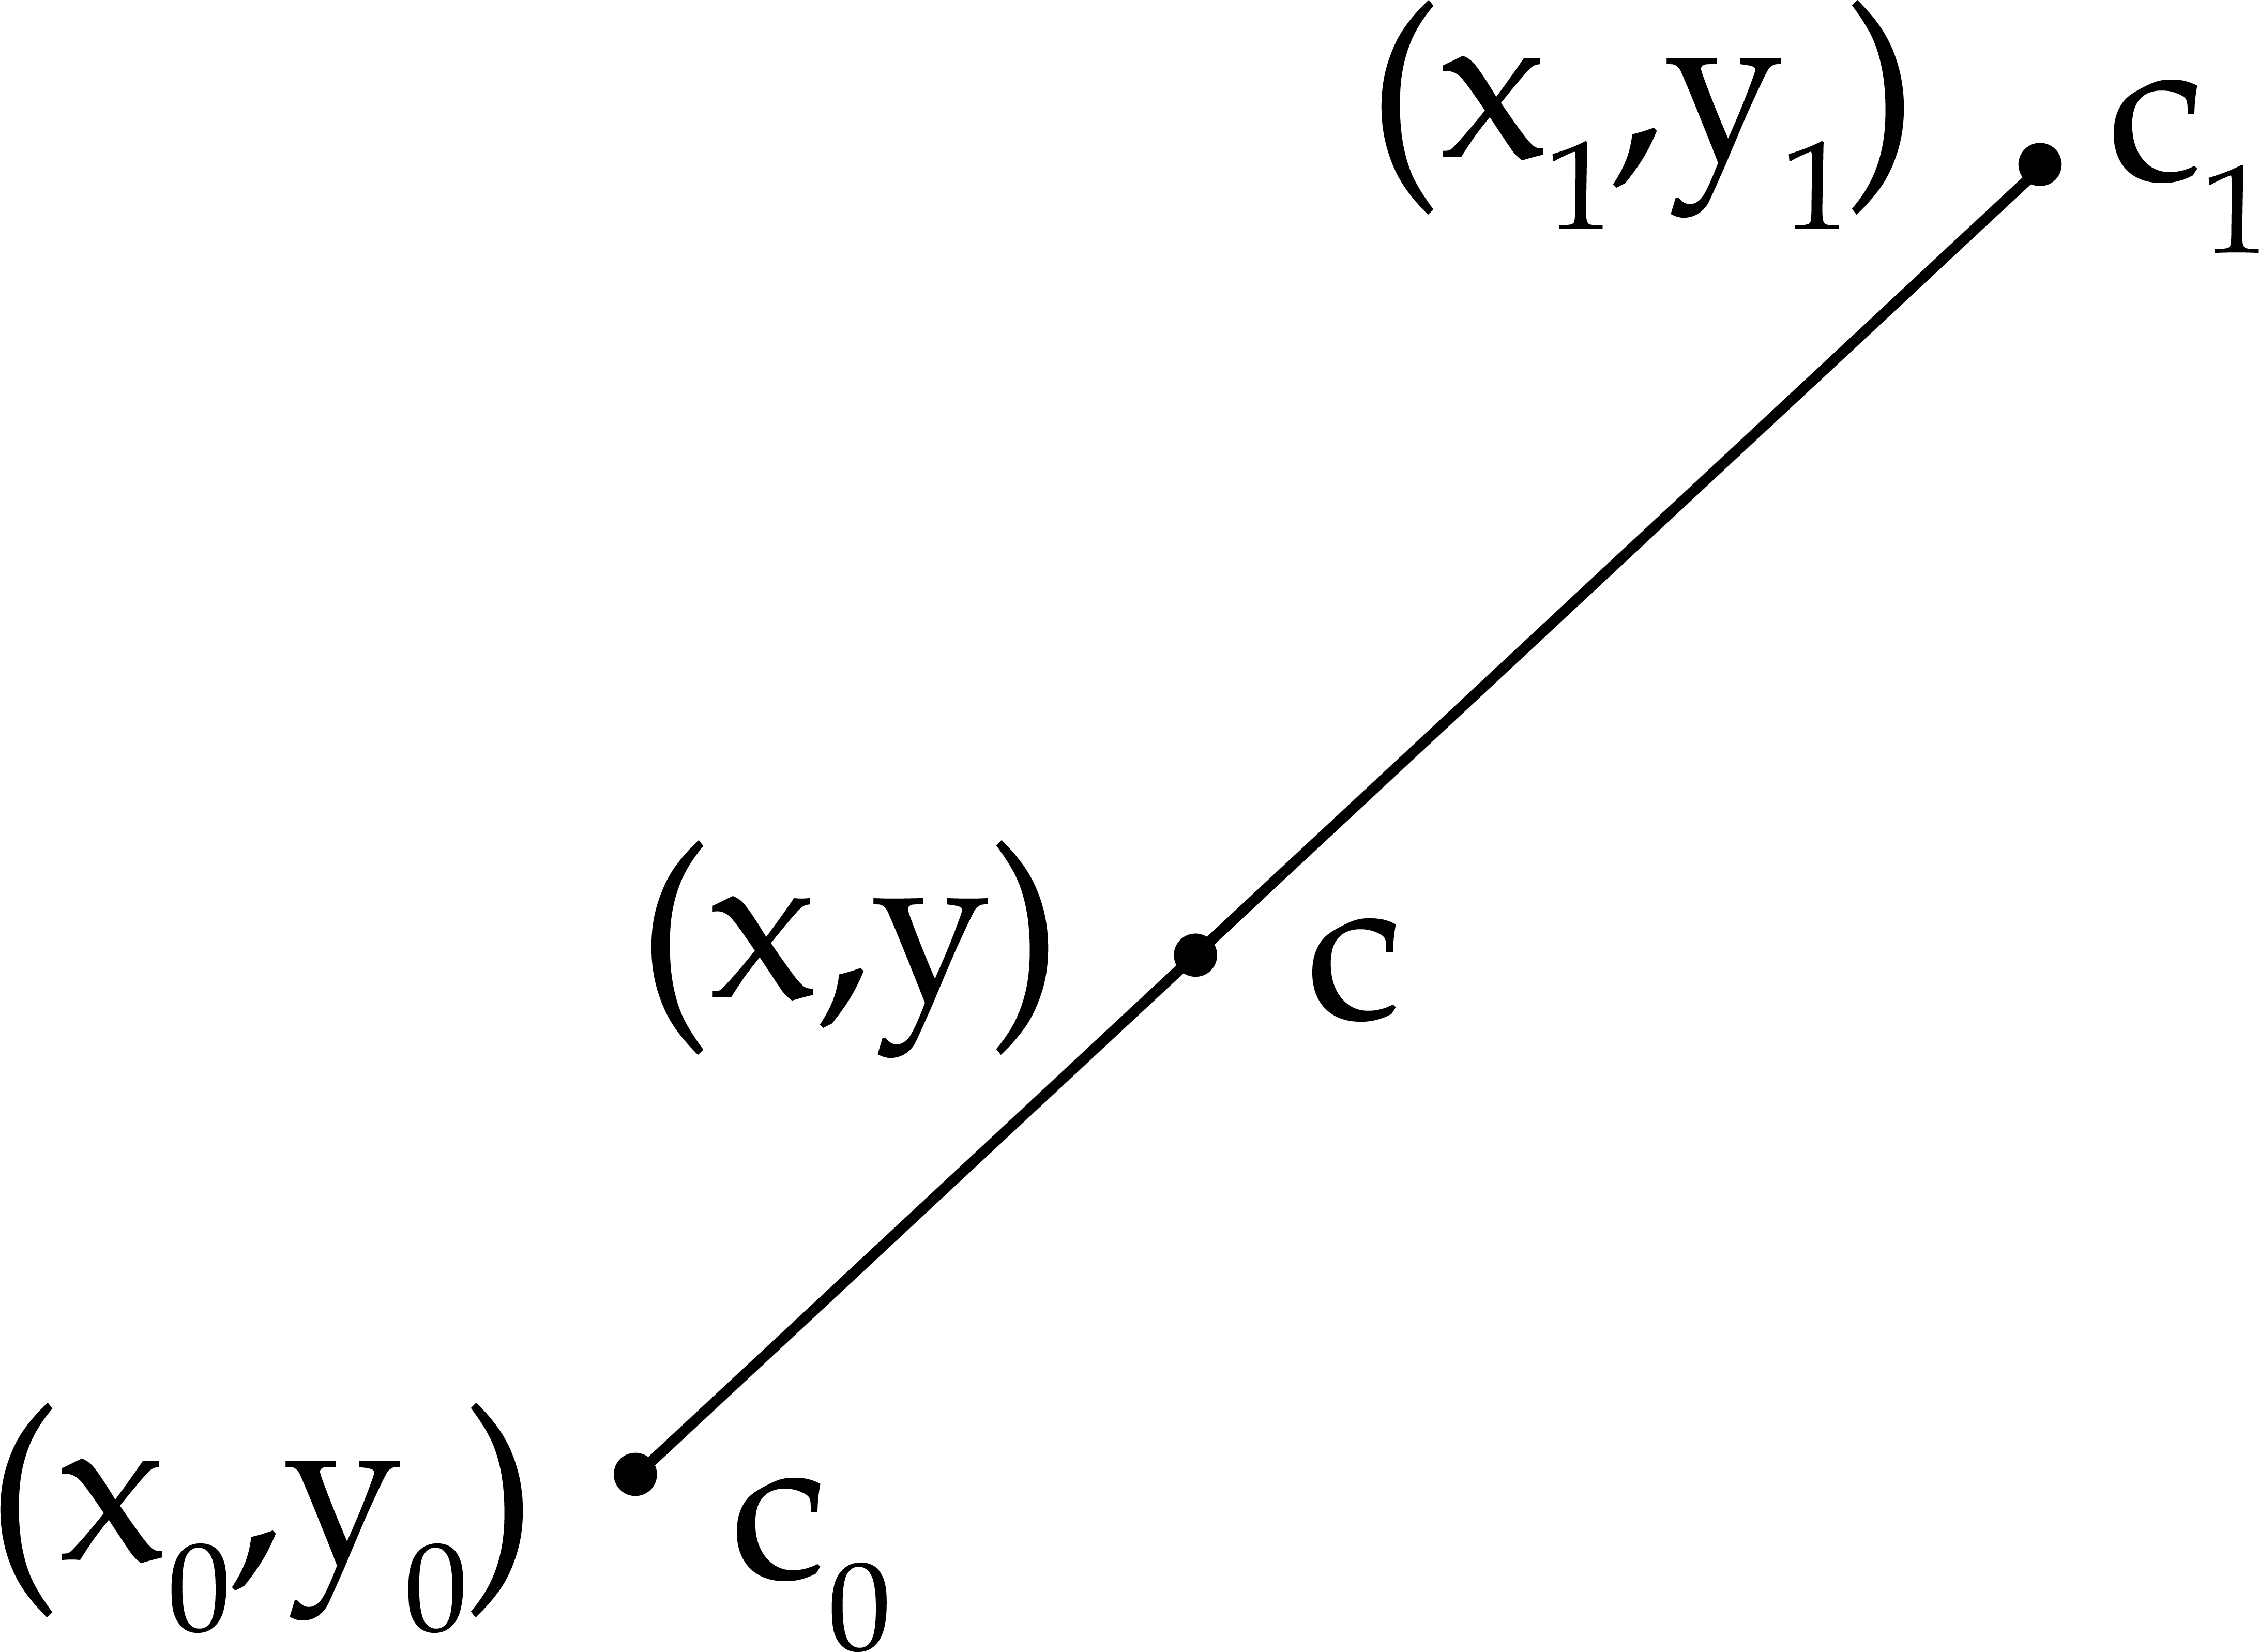 (x₁,y₁) c₁
(x,y) c
(x₀,y₀) c₀